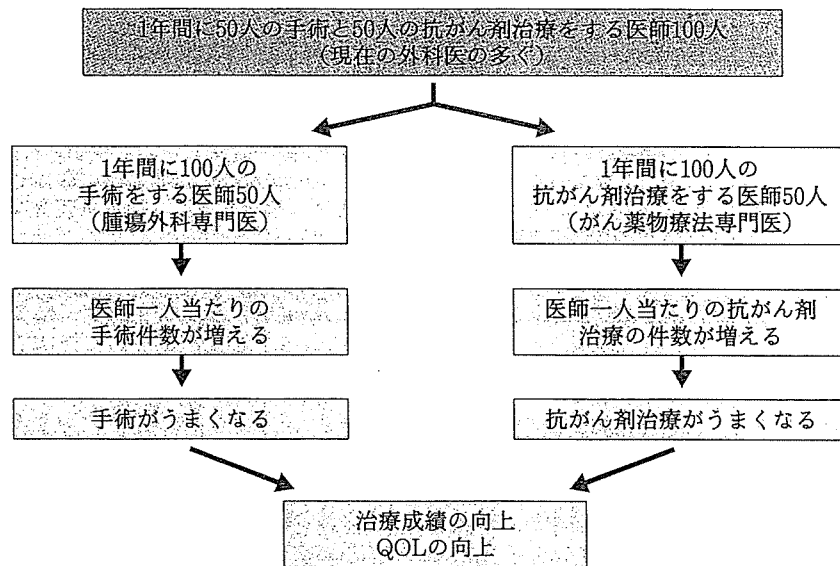 1年間に50人の手術と50人の抗がん剤治療をする医師100人
(現在の外科医の多く)
1年間に100人の
手術をする医師50人
(腫瘍外科専門医)
1年間に100人の
抗がん剤治療をする医師50人
(がん薬物療法専門医)
医師一人当たりの
手術件数が増える
医師一人当たりの抗がん剤
治療の件数が増える
手術がうまくなる
抗がん剤治療がうまくなる
治療成績の向上
QOLの向上